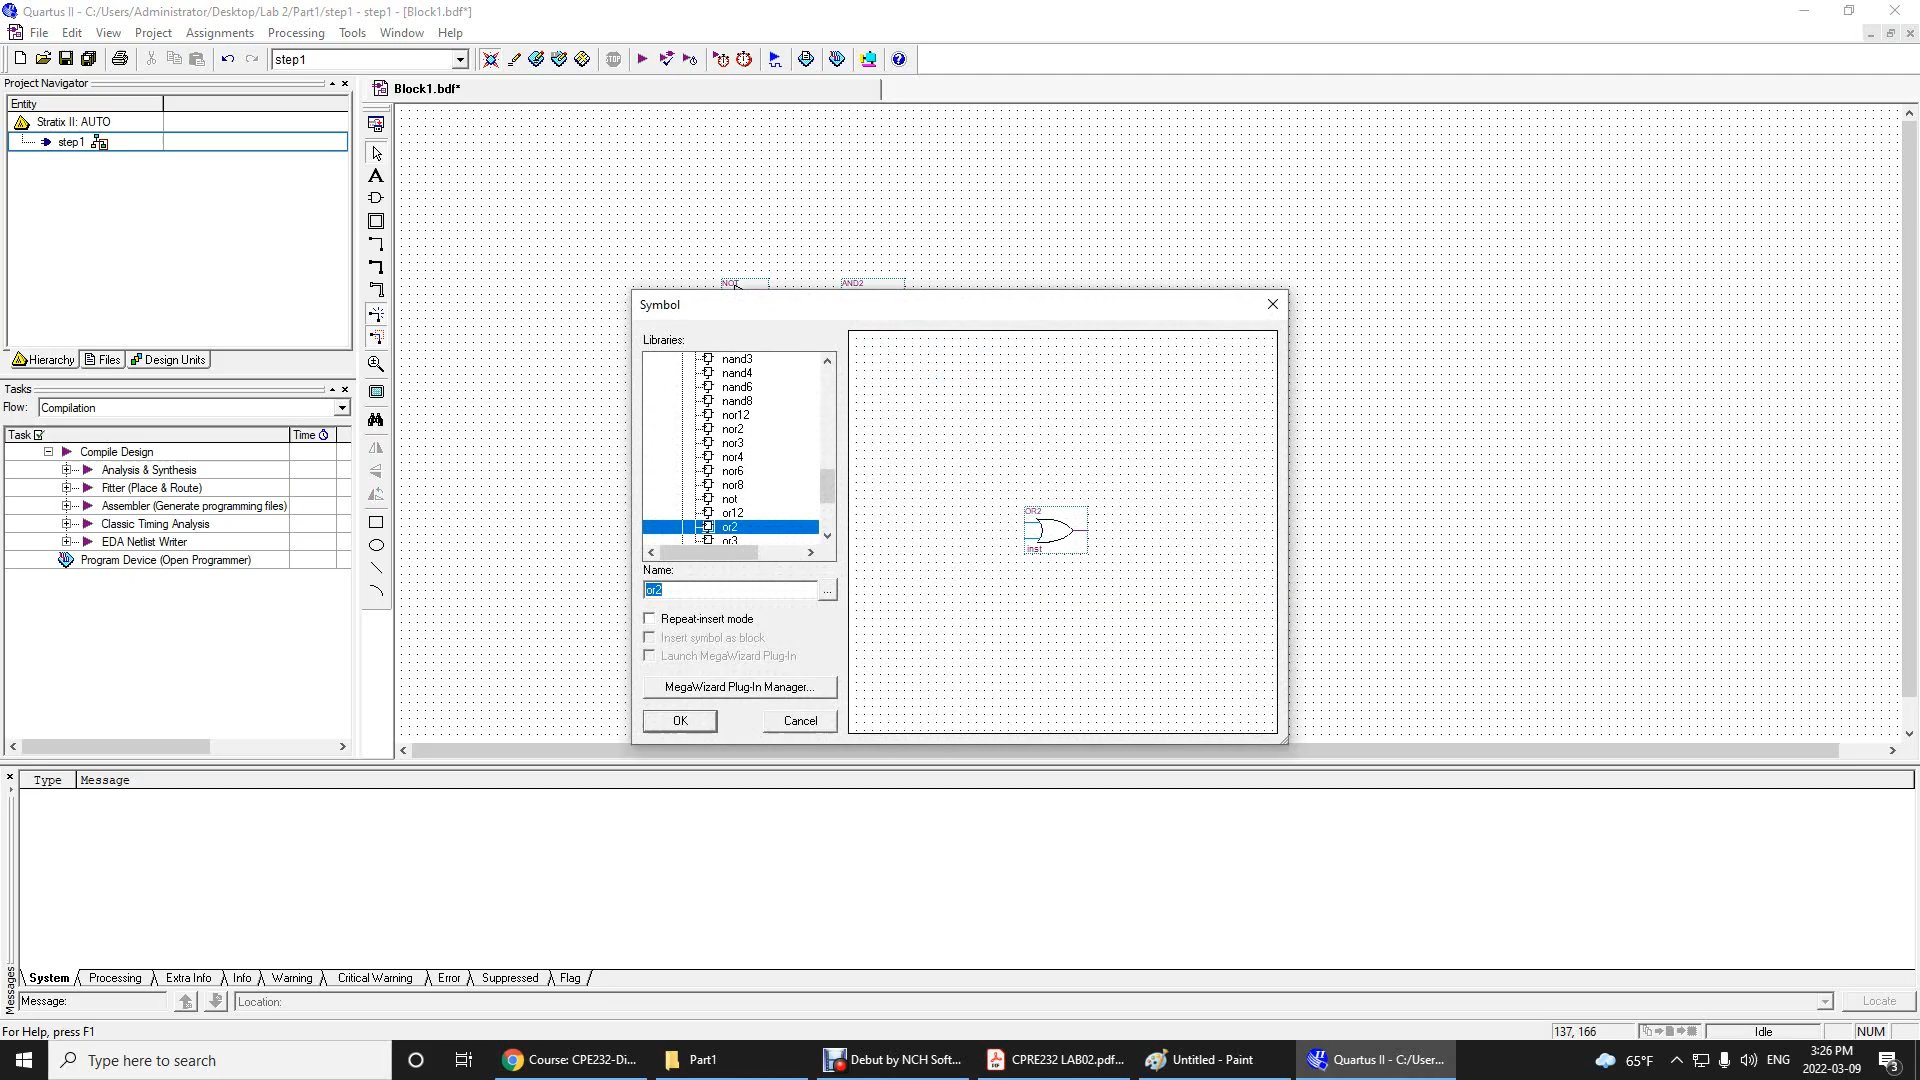 Quartus II - C:/Users/Administrator/Desktop/Lab 2/Part1/step1 - step1 - [Block1.bdf*]
File Edit View Project Assignments Processing Tools Window Help
step1
Project Navigator
Block1.bdf*
Entity
Stratix II: AUTO
step1
Hierarchy Files Design Units
Tasks
Flow: Compilation
Task Time
Compile Design
Analysis & Synthesis
Fitter (Place & Route)
Assembler (Generate programming files)
Classic Timing Analysis
EDA Netlist Writer
Program Device (Open Programmer)
NOT AND2
Symbol
Libraries:
nand3
nand4
nand6
nand8
nor12
nor2
nor3
nor4
nor6
nor8
not
or12
or2
or3
Name:
or2
...
Repeat-insert mode
Insert symbol as block
Launch MegaWizard Plug-In
MegaWizard Plug-In Manager...
OK Cancel
OR2
inst
Type Message
System Processing Extra Info Info Warning Critical Warning Error Suppressed Flag
Messages
Message: Location: Locate
For Help, press F1 137, 166 Idle NUM
Type here to search
Course: CPE232-Di...
Part1
Debut by NCH Soft...
CPRE232 LAB02.pdf...
Untitled - Paint
Quartus II - C:/User...
65°F
ENG
3:26 PM
2022-03-09
3